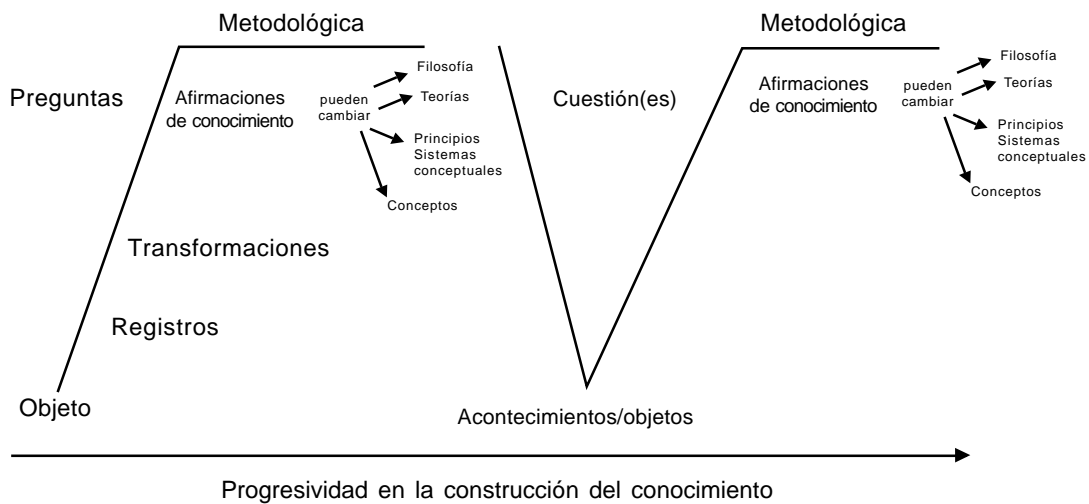 Metodológica
Preguntas
Afirmaciones
de conocimiento
pueden
cambiar
Filosofía
Teorías
Principios
Sistemas
conceptuales
Conceptos
Transformaciones
Registros
Objeto
Cuestión(es)
Acontecimientos/objetos
Metodológica
Afirmaciones
de conocimiento
pueden
cambiar
Filosofía
Teorías
Principios
Sistemas
conceptuales
Conceptos
Progresividad en la construcción del conocimiento